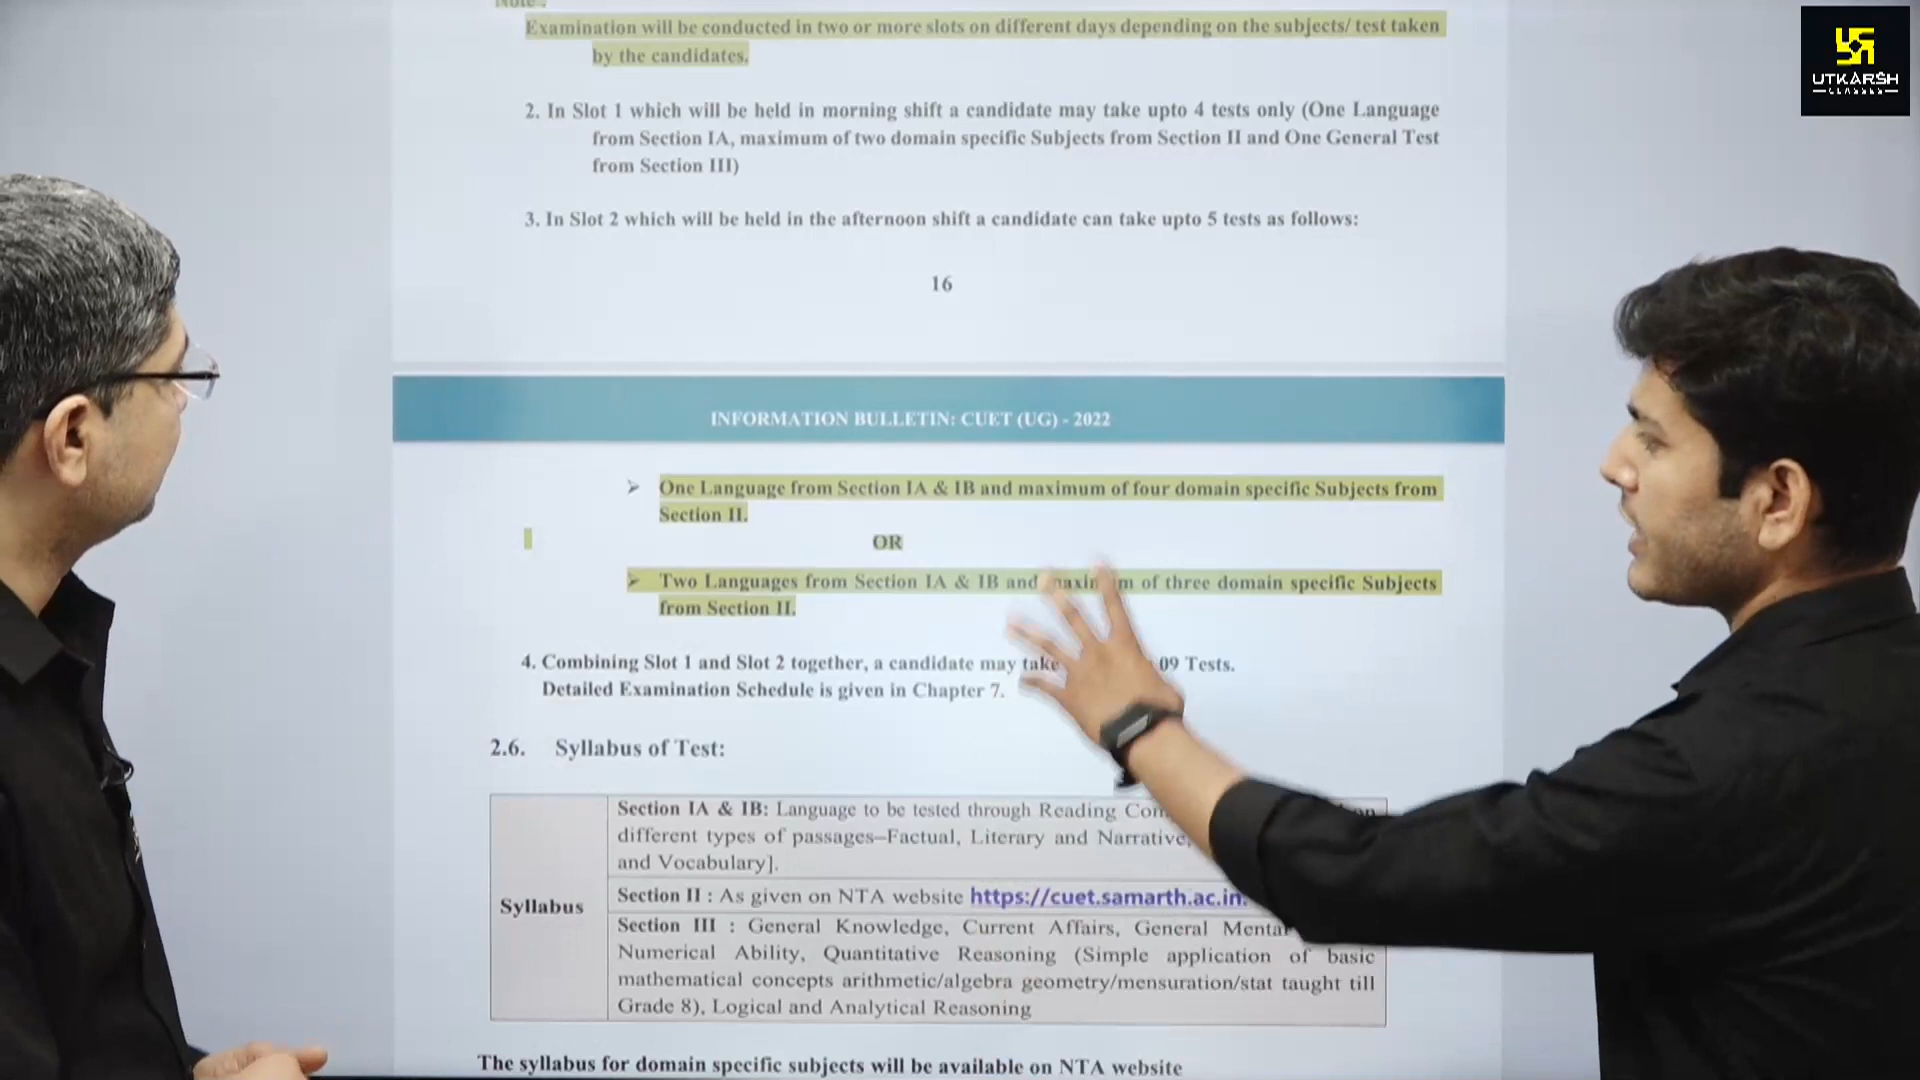 Note :
Examination will be conducted in two or more slots on different days depending on the subjects/ test taken
by the candidates.
2. In Slot 1 which will be held in morning shift a candidate may take upto 4 tests only (One Language
from Section IA, maximum of two domain specific Subjects from Section II and One General Test
from Section III)
3. In Slot 2 which will be held in the afternoon shift a candidate can take upto 5 tests as follows:
16
UTKARSH
CLASSES
INFORMATION BULLETIN: CUET (UG) - 2022
➢ One Language from Section IA & IB and maximum of four domain specific Subjects from
Section II.
OR
➢ Two Languages from Section IA & IB and of three domain specific Subjects
from Section II.
4. Combining Slot 1 and Slot 2 together, a candidate may take 09 Tests.
Detailed Examination Schedule is given in Chapter 7.
2.6. Syllabus of Test:
Syllabus
Section IA & IB: Language to be tested through Reading
different types of passages–Factual, Literary and Narrative,
and Vocabulary].
Section II : As given on NTA website https://cuet.samarth.ac.in.
Section III : General Knowledge, Current Affairs, General Mental
Numerical Ability, Quantitative Reasoning (Simple application of basic
mathematical concepts arithmetic/algebra geometry/mensuration/stat taught till
Grade 8), Logical and Analytical Reasoning
The syllabus for domain specific subjects will be available on NTA website